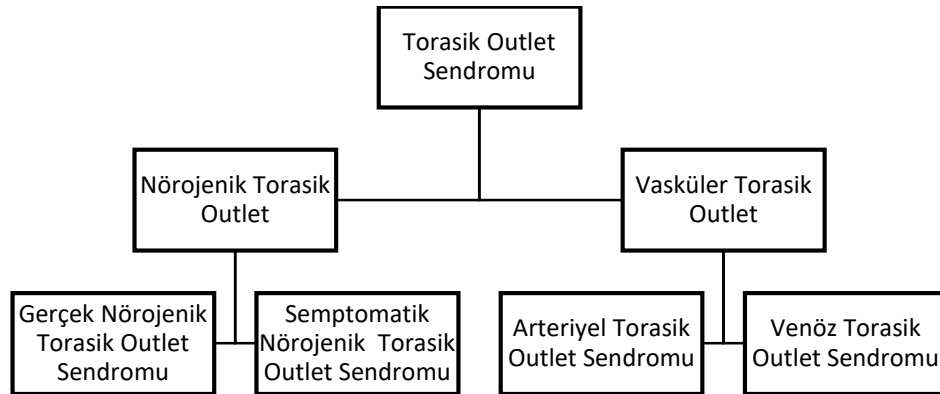 Torasik Outlet
Sendromu
Nörojenik Torasik
Outlet
Vasküler Torasik
Outlet
Gerçek Nörojenik
Torasik Outlet
Sendromu
Semptomatik
Nörojenik Torasik
Outlet Sendromu
Arteriyel Torasik
Outlet Sendromu
Venöz Torasik
Outlet Sendromu